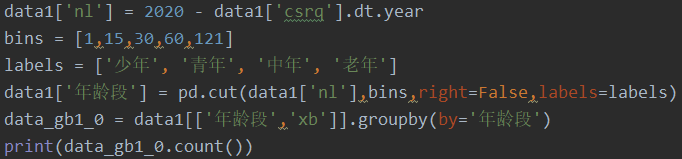 data1['nl'] = 2020 - data1['csrq'].dt.year
bins = [1,15,30,60,121]
labels = ['少年', '青年', '中年', '老年']
data1['年龄段'] = pd.cut(data1['nl'],bins,right=False,labels=labels)
data_gb1_0 = data1[['年龄段','xb']].groupby(by='年龄段')
print(data_gb1_0.count())